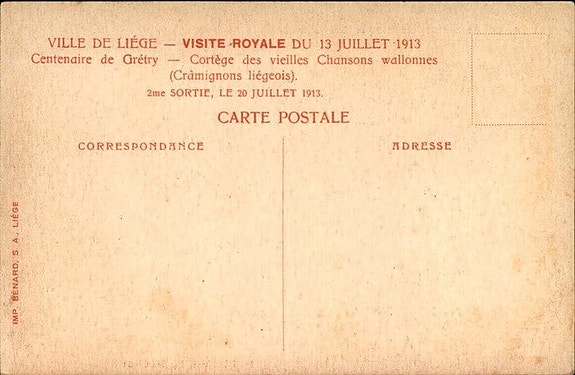 VILLE DE LIÉGE — VISITE ROYALE DU 13 JUILLET 1913
Centenaire de Grétry — Cortège des vieilles Chansons wallonnes
(Crâmignons liégeois).
2me SORTIE, LE 20 JUILLET 1913.
CARTE POSTALE
CORRESPONDANCE
ADRESSE
IMP. BÉNARD, S. A., LIÉGE